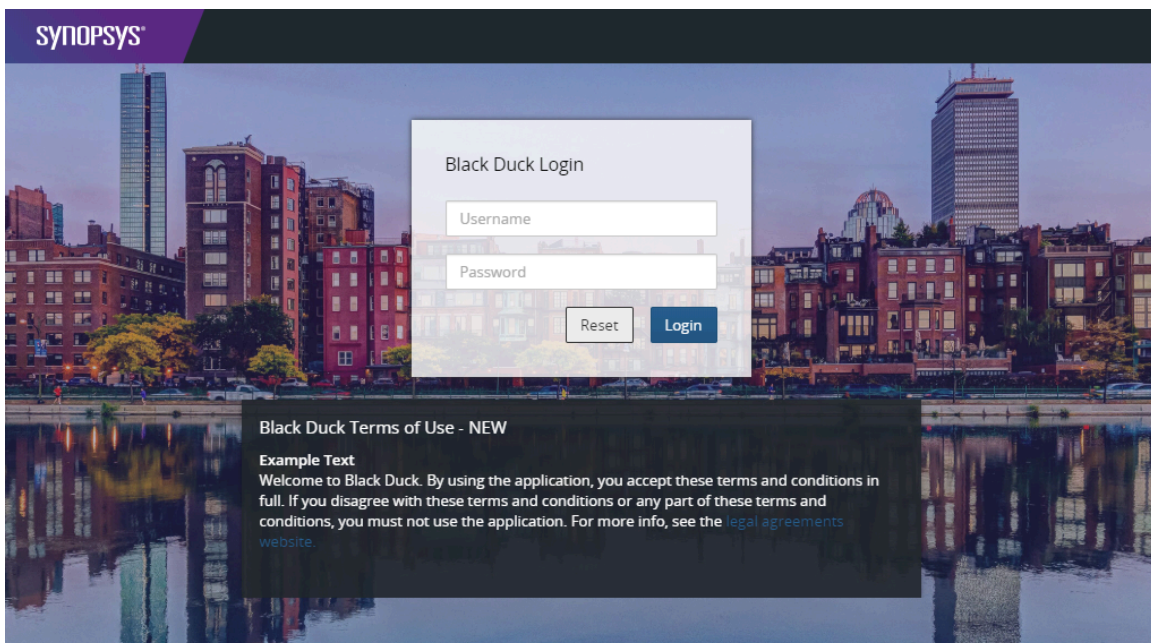 SYNOPSYS®
Black Duck Login
Username
Password
Reset
Login
Black Duck Terms of Use - NEW
Example Text
Welcome to Black Duck. By using the application, you accept these terms and conditions in
full. If you disagree with these terms and conditions or any part of these terms and
conditions, you must not use the application. For more info, see the legal agreements
website.